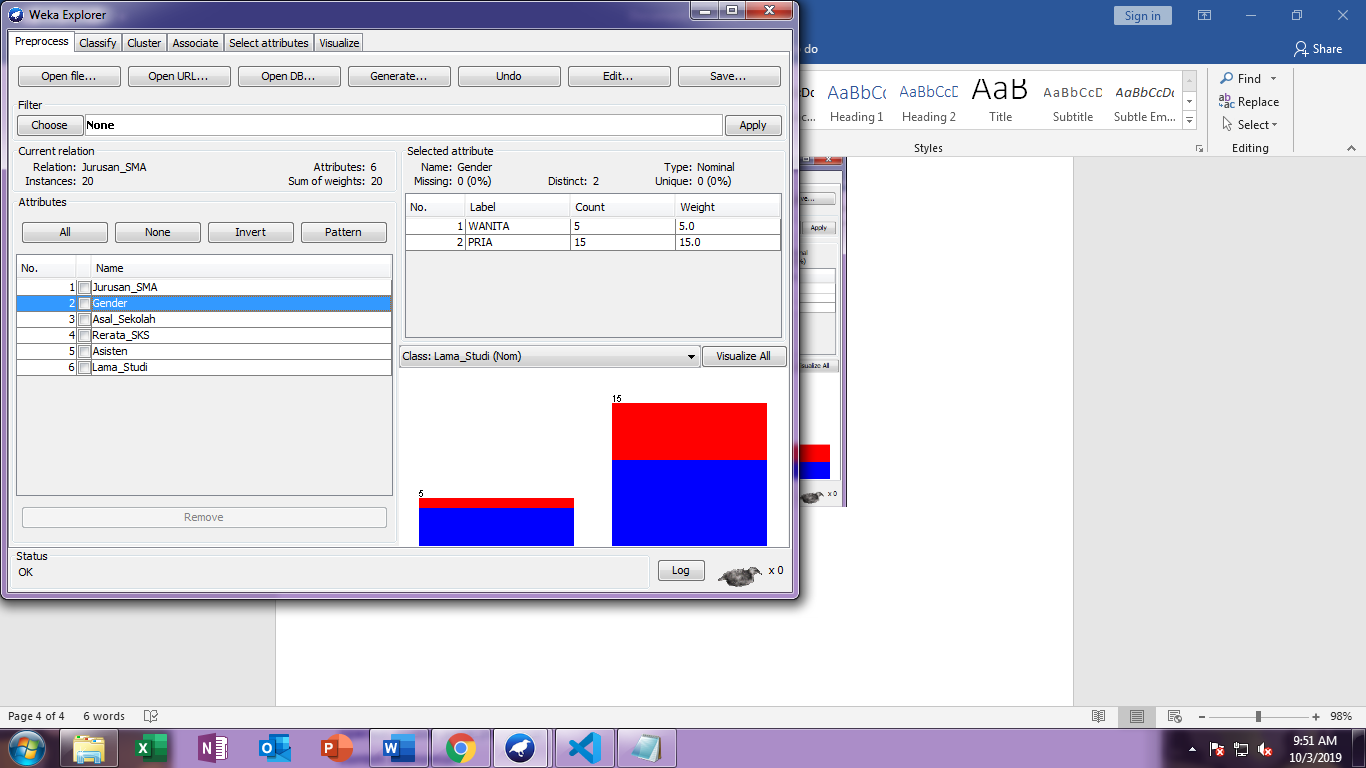 Weka Explorer
Preprocess Classify Cluster Associate Select attributes Visualize
Open file... Open URL... Open DB... Generate... Undo Edit... Save...
Filter
Choose None Apply
Current relation
Relation: Jurusan_SMA Attributes: 6
Instances: 20 Sum of weights: 20
Attributes
All None Invert Pattern
No. Name
1 Jurusan_SMA
2 Gender
3 Asal_Sekolah
4 Rerata_SKS
5 Asisten
6 Lama_Studi
Remove
Selected attribute
Name: Gender Type: Nominal
Missing: 0 (0%) Distinct: 2 Unique: 0 (0%)
No. Label Count Weight
1 WANITA 5 5.0
2 PRIA 15 15.0
Class: Lama_Studi (Nom) Visualize All
15
5
Status
OK
Log x 0
Sign in
do
Share
AaBbCc AaBbCcD AaB AaBbCcD AaBbCcDc
Heading 1 Heading 2 Title Subtitle Subtle Em...
Styles
Find
Replace
Select
Editing
Apply
x 0
Page 4 of 4 6 words
98%
9:51 AM
10/3/2019